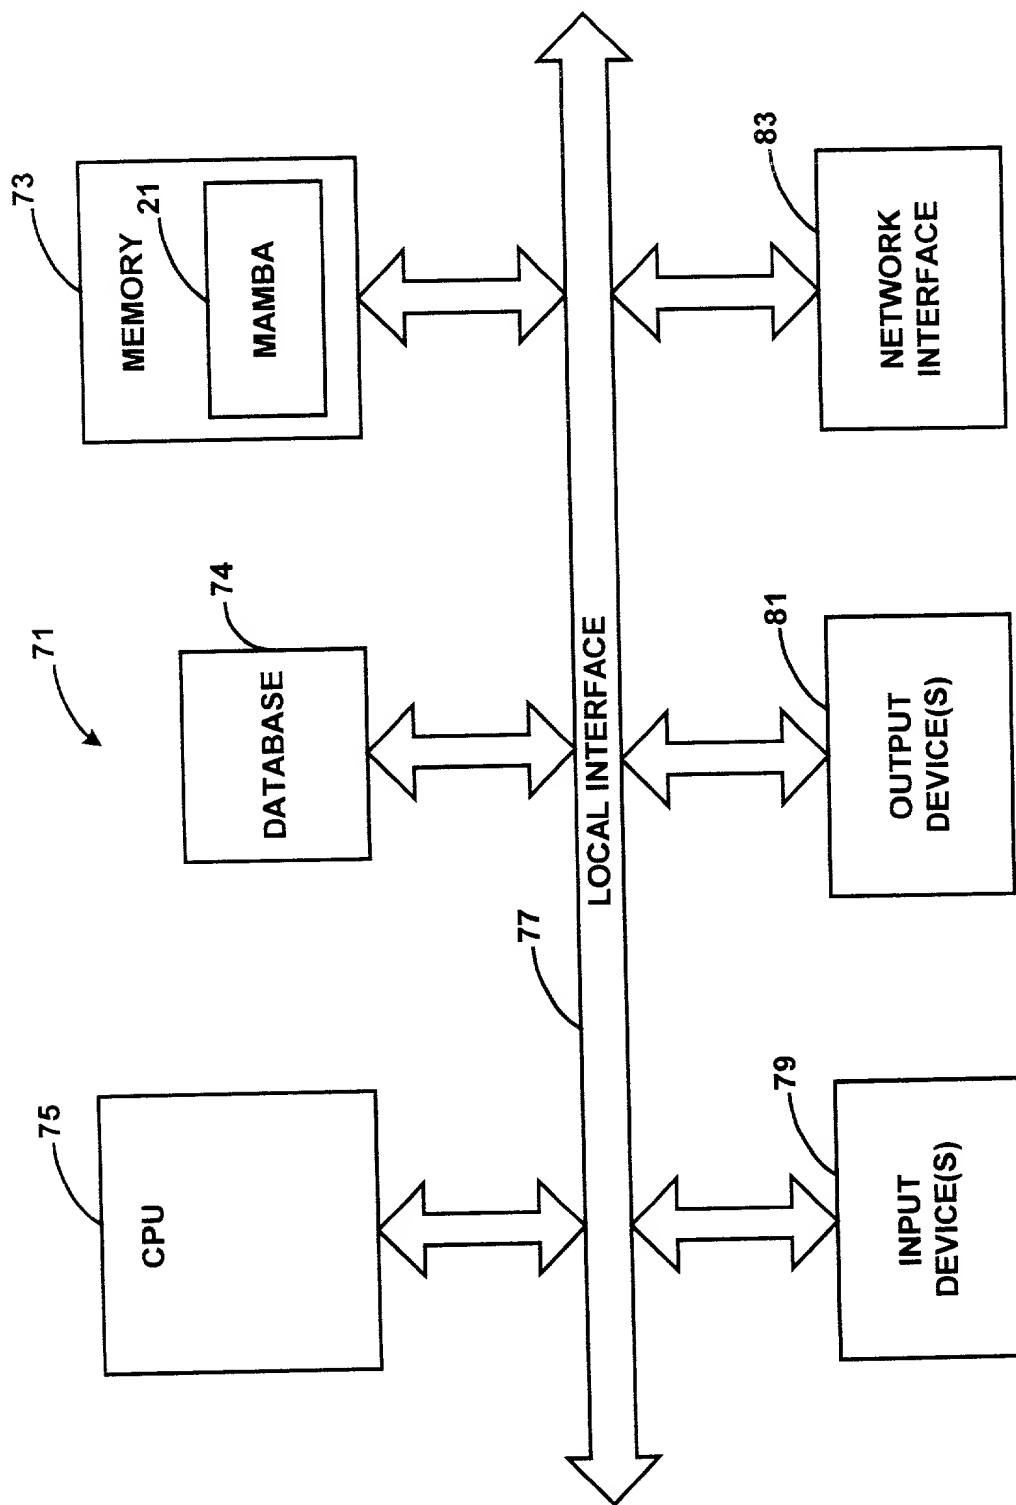 71
75
CPU
74
DATABASE
73
MEMORY
21
MAMBA
77
LOCAL INTERFACE
79
INPUT
DEVICE(S)
81
OUTPUT
DEVICE(S)
83
NETWORK
INTERFACE